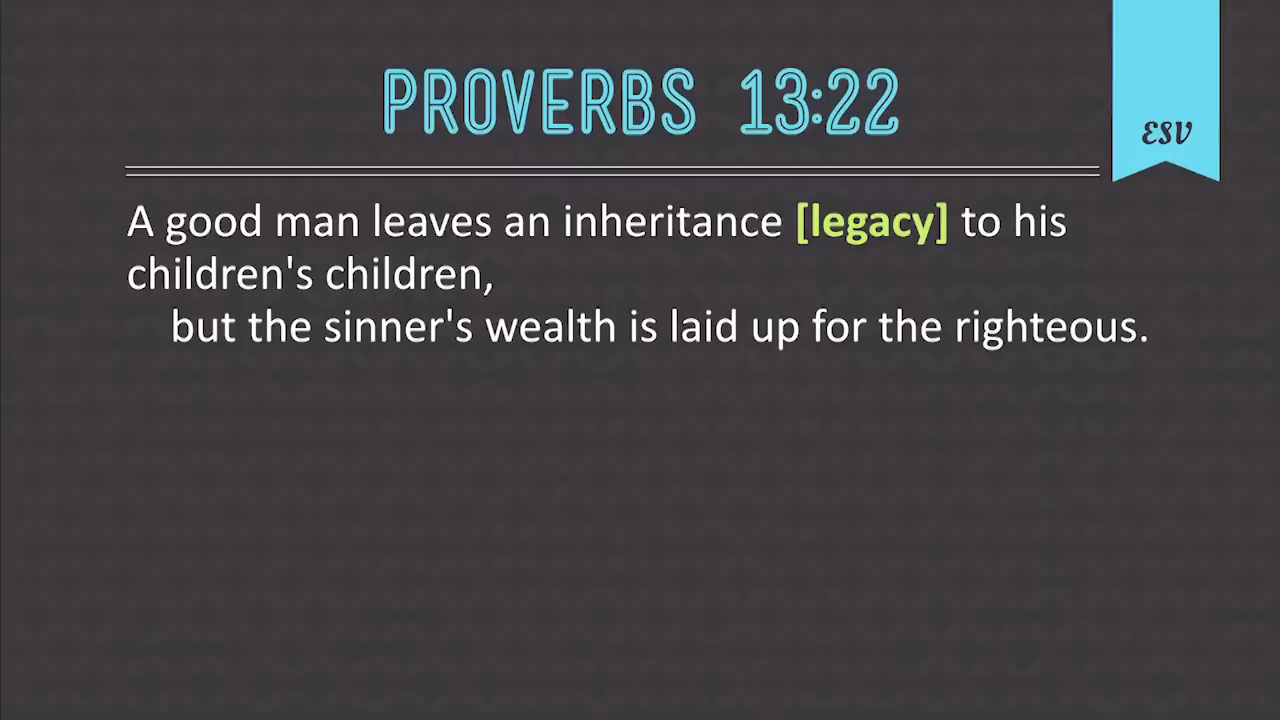 PROVERBS 13:22
ESV
A good man leaves an inheritance [legacy] to his
children's children,
but the sinner's wealth is laid up for the righteous.